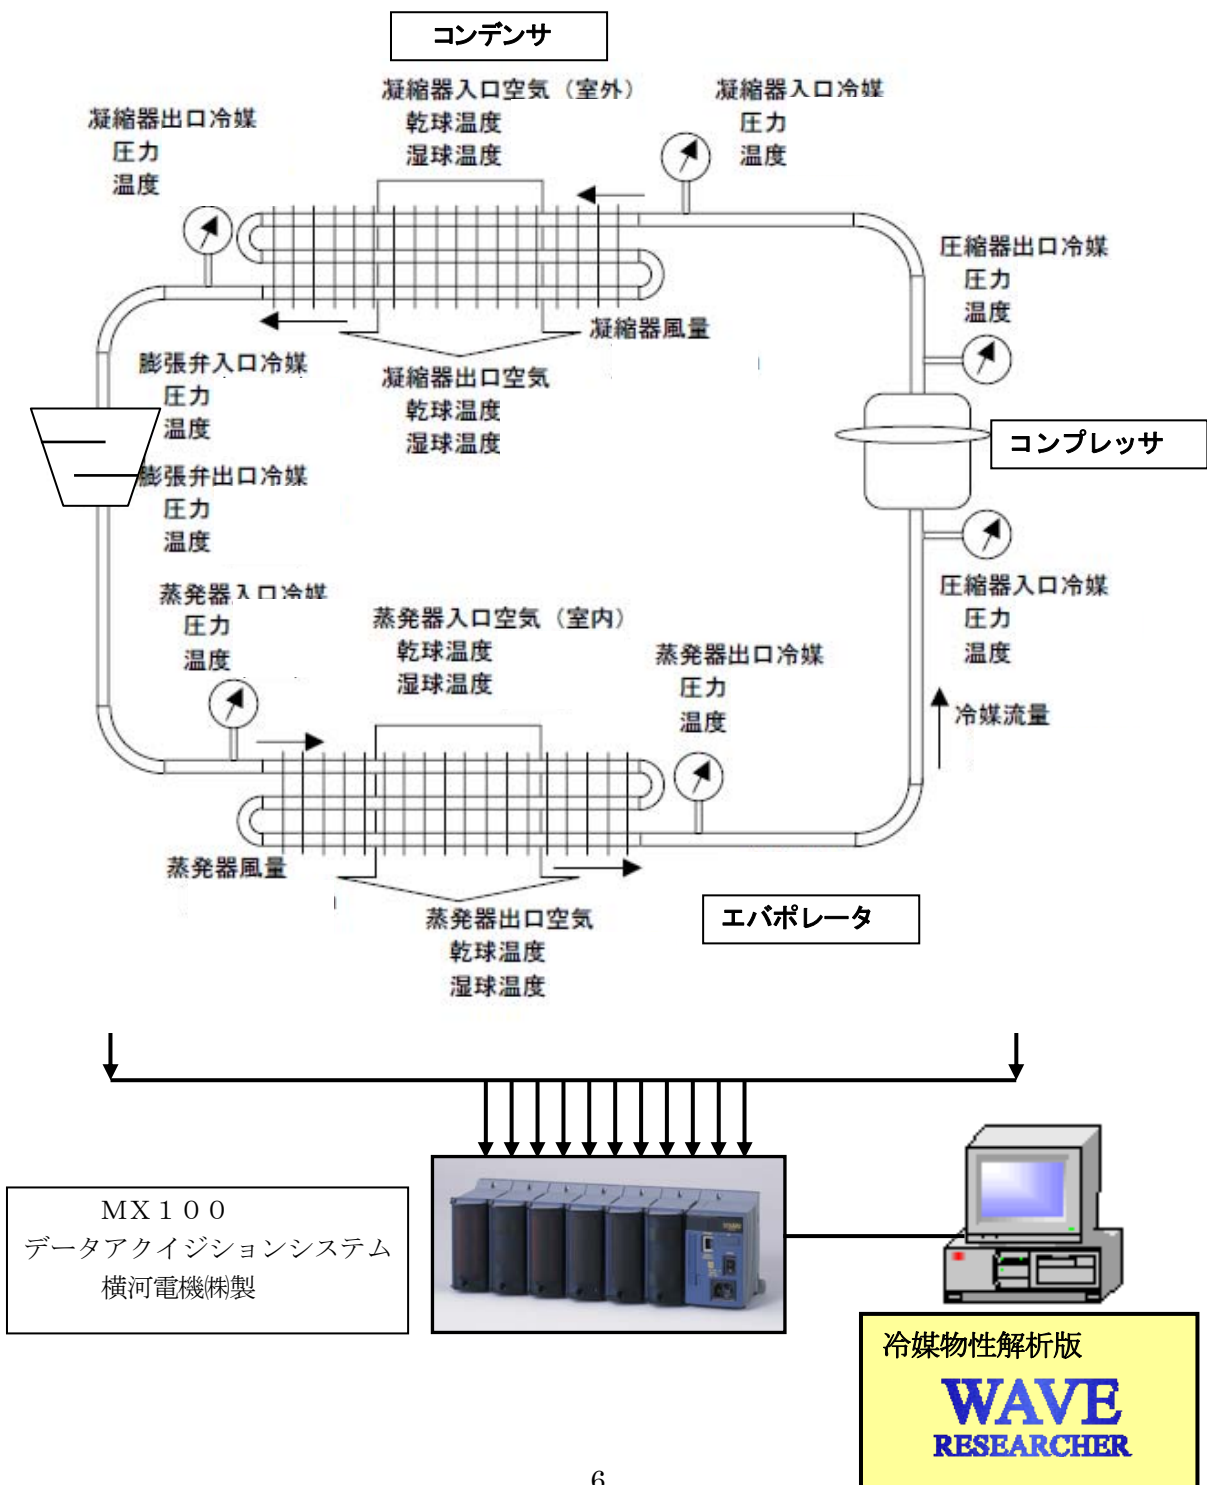 コンデンサ
凝縮器入口空気（室外）
乾球温度
湿球温度
凝縮器入口冷媒
圧力
温度
凝縮器出口冷媒
圧力
温度
圧縮器出口冷媒
圧力
温度
凝縮器風量
膨張弁入口冷媒
圧力
温度
凝縮器出口空気
乾球温度
湿球温度
コンプレッサ
膨張弁出口冷媒
圧力
温度
圧縮器入口冷媒
圧力
温度
蒸発器入口冷媒
圧力
温度
蒸発器入口空気（室内）
乾球温度
湿球温度
蒸発器出口冷媒
圧力
温度
冷媒流量
蒸発器風量
エバポレータ
蒸発器出口空気
乾球温度
湿球温度
ＭＸ１００
データアクイジションシステム
横河電機㈱製
冷媒物性解析版
WAVE
RESEARCHER
6